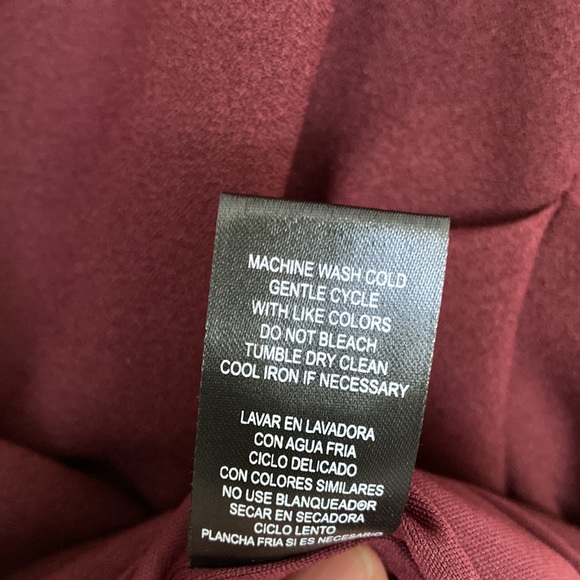 MACHINE WASH COLD
GENTLE CYCLE
WITH LIKE COLORS
DO NOT BLEACH
TUMBLE DRY CLEAN
COOL IRON IF NECESSARY
LAVAR EN LAVADORA
CON AGUA FRIA
CICLO DELICADO
CON COLORES SIMILARES
NO USE BLANQUEADOR
SECAR EN SECADORA
CICLO LENTO
PLANCHA FRIA SI ES NECESARIO